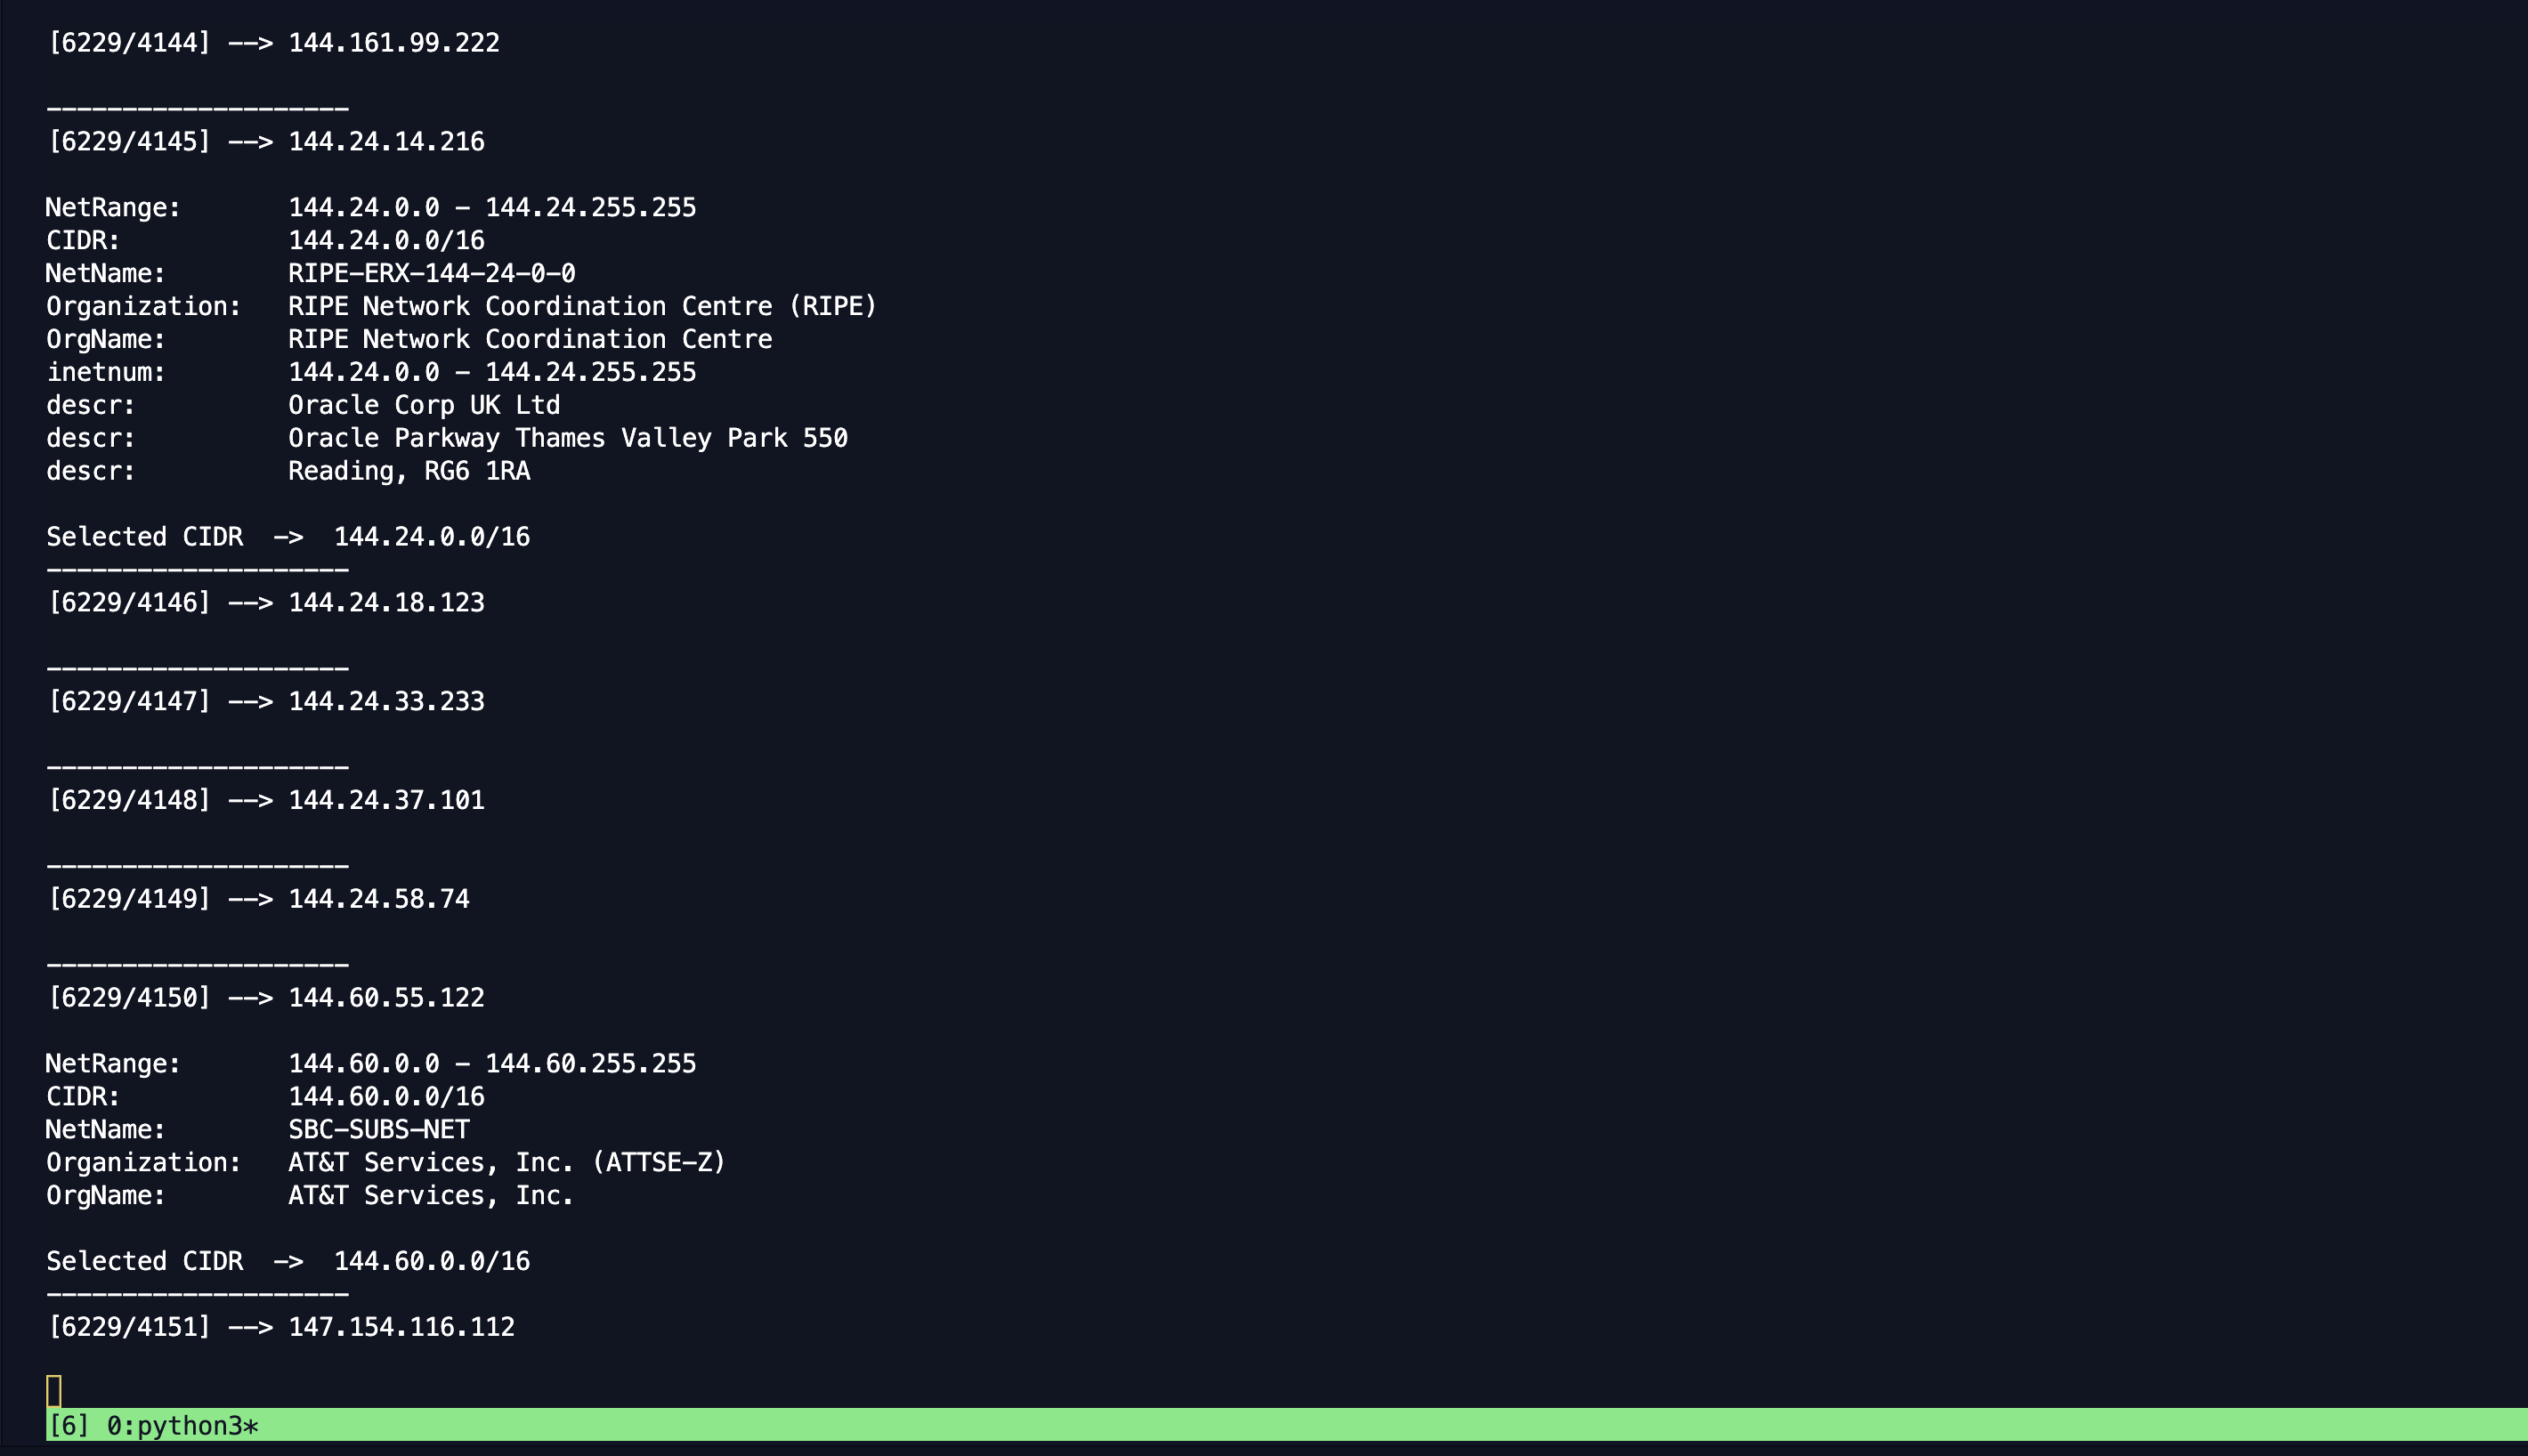 [6229/4144] --> 144.161.99.222
--------------------
[6229/4145] --> 144.24.14.216
NetRange:       144.24.0.0 - 144.24.255.255
CIDR:           144.24.0.0/16
NetName:        RIPE-ERX-144-24-0-0
Organization:   RIPE Network Coordination Centre (RIPE)
OrgName:        RIPE Network Coordination Centre
inetnum:        144.24.0.0 - 144.24.255.255
descr:          Oracle Corp UK Ltd
descr:          Oracle Parkway Thames Valley Park 550
descr:          Reading, RG6 1RA
Selected CIDR  ->  144.24.0.0/16
--------------------
[6229/4146] --> 144.24.18.123
--------------------
[6229/4147] --> 144.24.33.233
--------------------
[6229/4148] --> 144.24.37.101
--------------------
[6229/4149] --> 144.24.58.74
--------------------
[6229/4150] --> 144.60.55.122
NetRange:       144.60.0.0 - 144.60.255.255
CIDR:           144.60.0.0/16
NetName:        SBC-SUBS-NET
Organization:   AT&T Services, Inc. (ATTSE-Z)
OrgName:        AT&T Services, Inc.
Selected CIDR  ->  144.60.0.0/16
--------------------
[6229/4151] --> 147.154.116.112
[6] 0:python3*